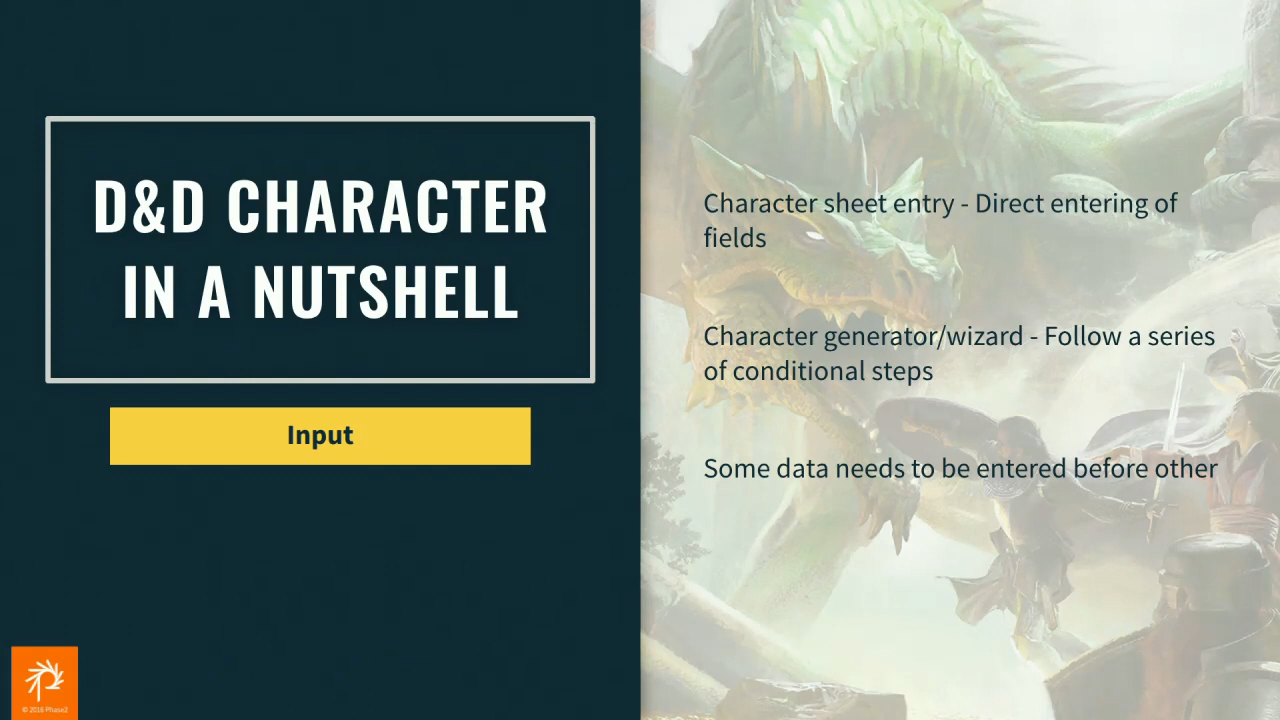 D&D CHARACTER
IN A NUTSHELL
Input
Character sheet entry - Direct entering of
fields
Character generator/wizard - Follow a series
of conditional steps
Some data needs to be entered before other
© 2016 Phase2